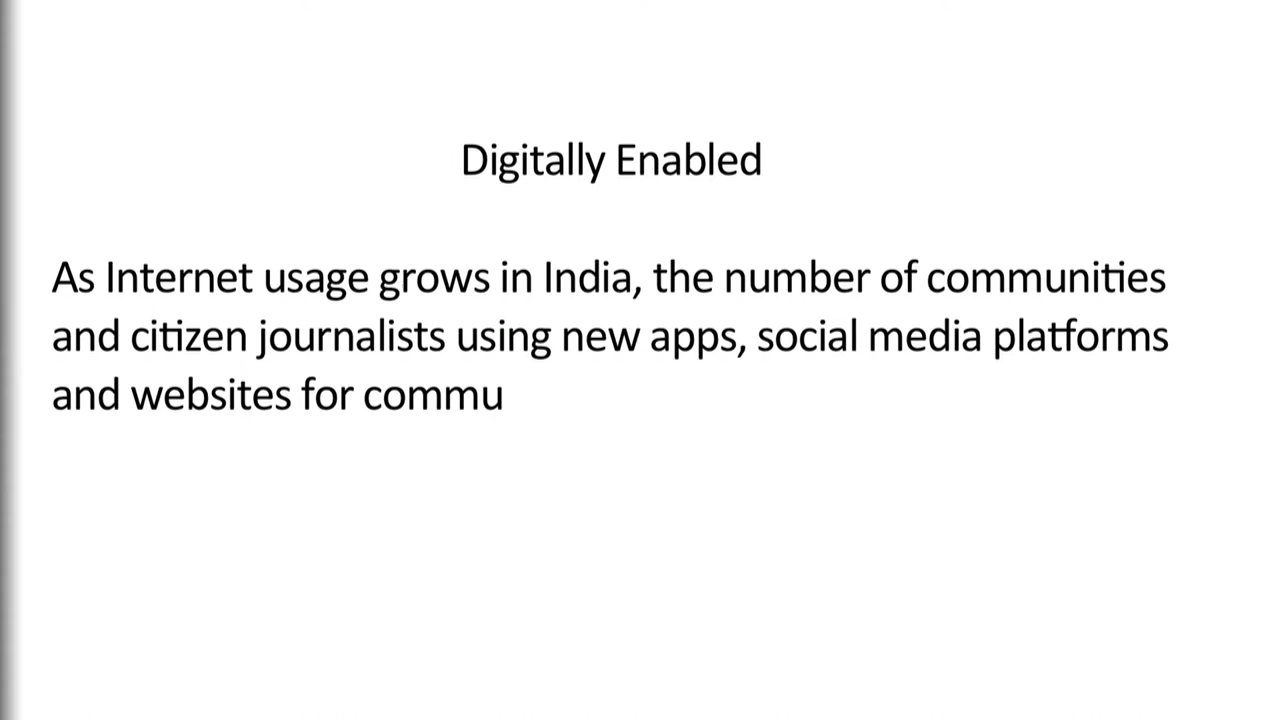 Digitally Enabled
As Internet usage grows in India, the number of communities
and citizen journalists using new apps, social media platforms
and websites for commu